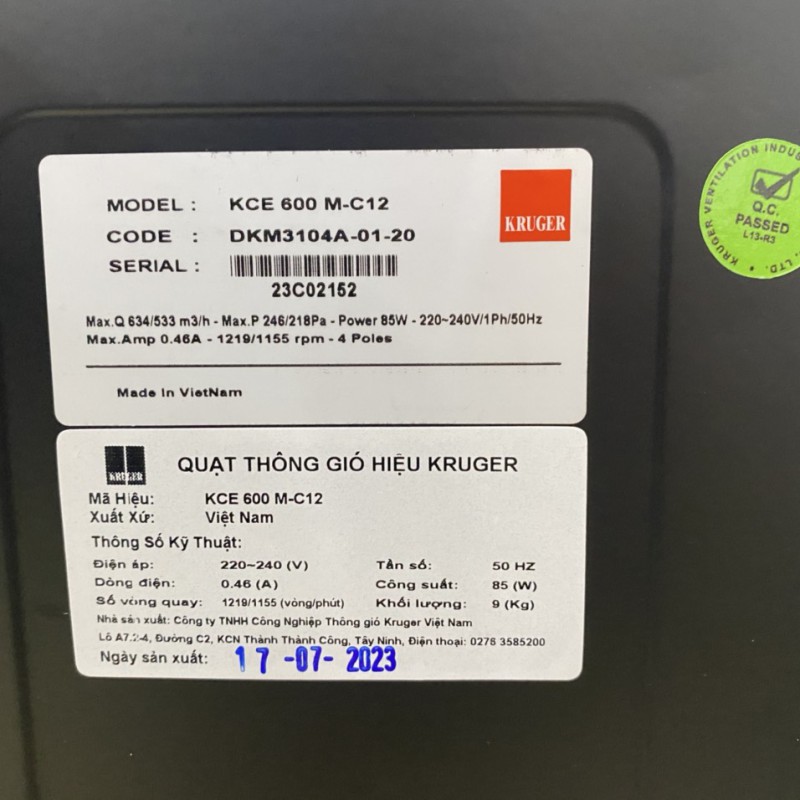 MODEL : KCE 600 M-C12
CODE : DKM3104A-01-20
SERIAL :
23C02152
KRUGER
Max.Q 634/533 m3/h - Max.P 246/218Pa - Power 85W - 220~240V/1Ph/50Hz
Max.Amp 0.46A - 1219/1155 rpm - 4 Poles
Made In VietNam
KRUGER VENTILATION INDUS
Q.C.
PASSED
L13-R3
., LTD.
KRUGER
QUẠT THÔNG GIÓ HIỆU KRUGER
Mã Hiệu: KCE 600 M-C12
Xuất Xứ: Việt Nam
Thông Số Kỹ Thuật:
Điện áp: 220~240 (V) Tần số: 50 HZ
Dòng điện: 0.46 (A) Công suất: 85 (W)
Số vòng quay: 1219/1155 (vòng/phút) Khối lượng: 9 (Kg)
Nhà sản xuất: Công ty TNHH Công Nghiệp Thông gió Kruger Việt Nam
Lô A7.2-4, Đường C2, KCN Thành Thành Công, Tây Ninh, Điện thoại: 0276 3585200
Ngày sản xuất: 17-07-2023